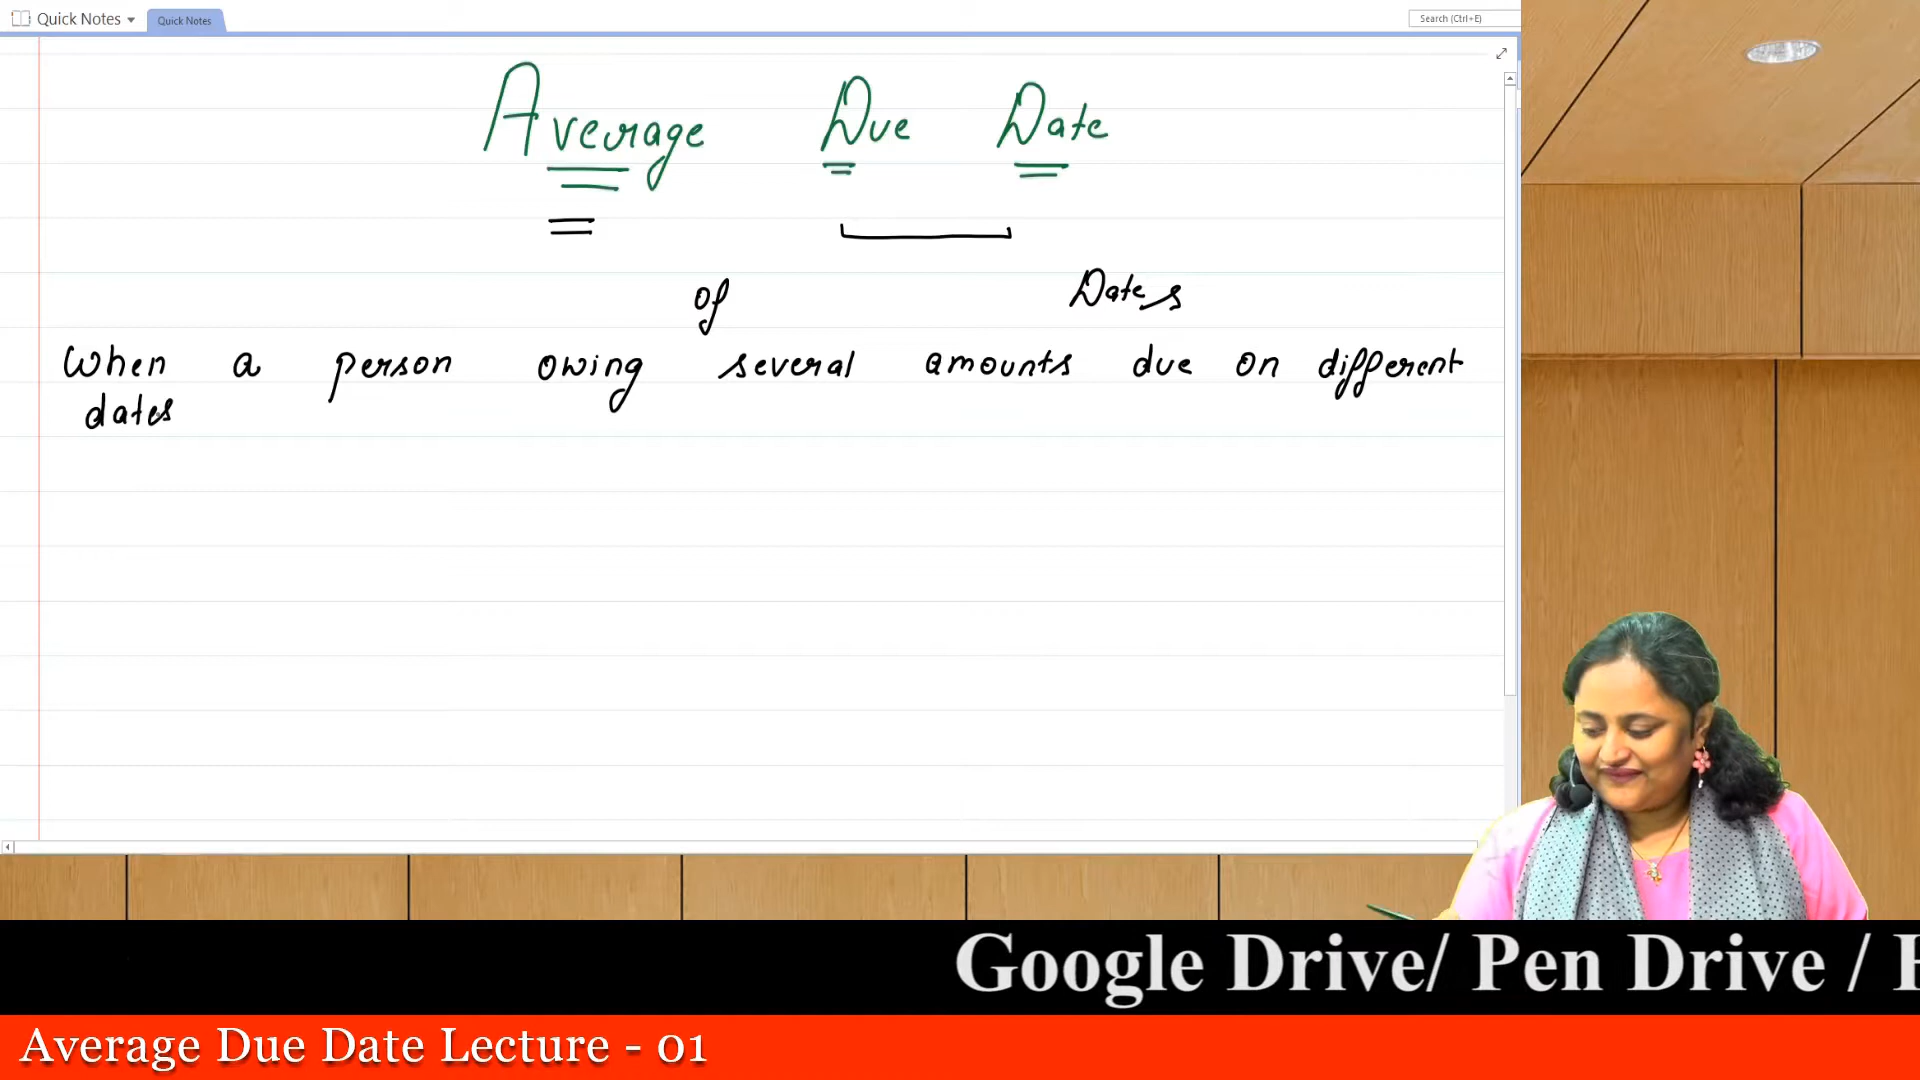 Quick Notes
Quick Notes
Search (Ctrl+E)
Average Due Date
of Dates
When a person owing several amounts due on different
dates
Google Drive/ Pen Drive /
Average Due Date Lecture - 01